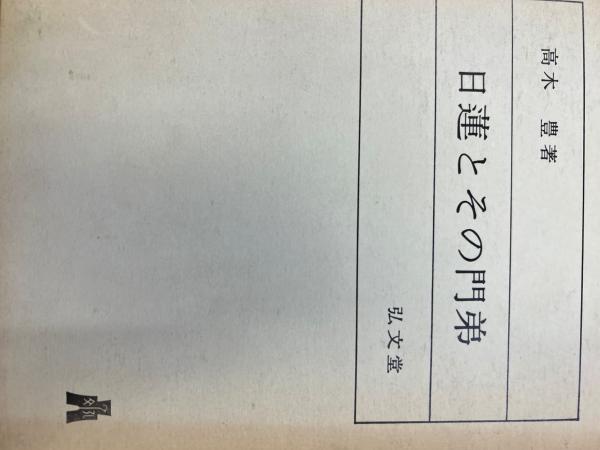 高木 豊著
日蓮とその門弟
弘文堂